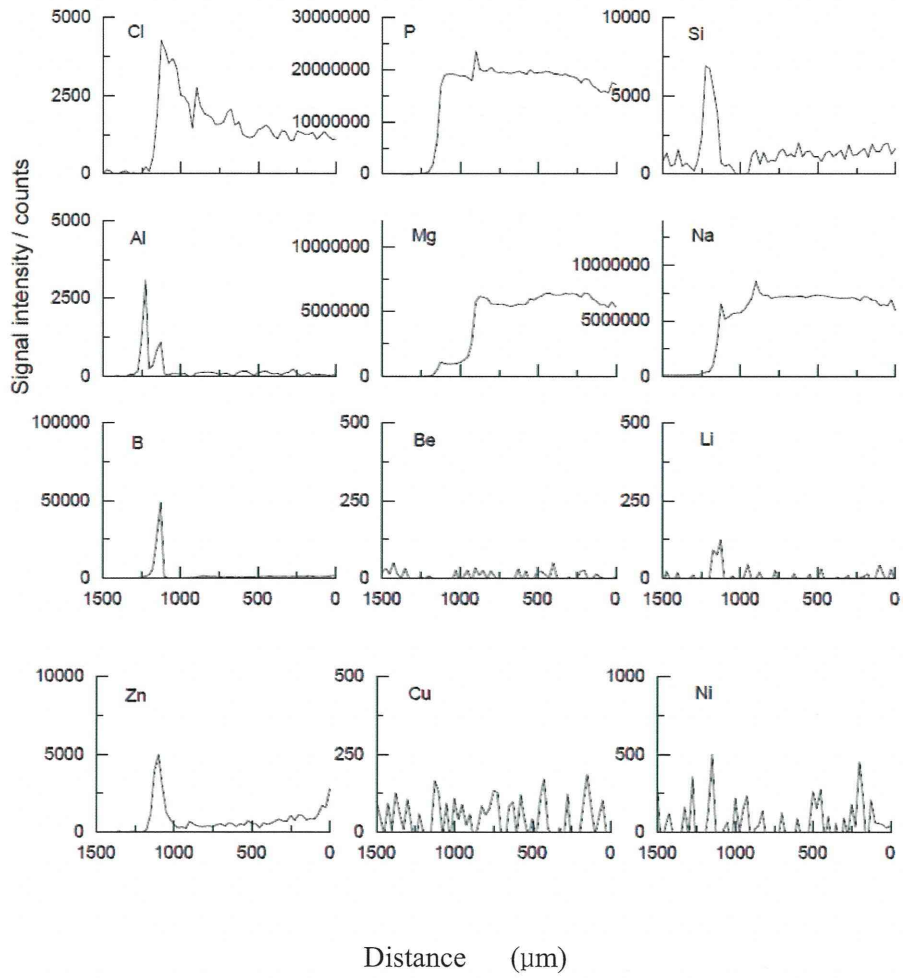 Signal intensity / counts
5000 Cl 30000000 P 10000 Si
20000000
2500 5000
10000000
0 0 0
5000 Al Mg Na
10000000 10000000
2500
5000000 5000000
0 0 0
100000 B 500 Be 500 Li
50000 250 250
0 0 0
1500 1000 500 0 1500 1000 500 0 1500 1000 500 0
10000 Zn 500 Cu 1000 Ni
5000 250 500
0 0 0
1500 1000 500 0 1500 1000 500 0 1500 1000 500 0
Distance (µm)